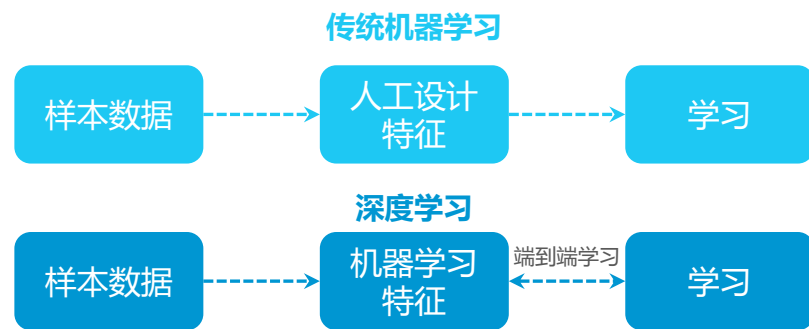 传统机器学习
样本数据
人工设计
特征
学习
深度学习
样本数据
机器学习
特征
端到端学习
学习